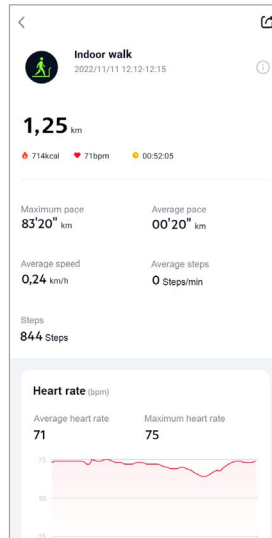 Indoor walk
2022/11/11 12:12-12:15
1,25 km
714kcal 71bpm 00:52:05
Maximum pace Average pace
83'20" km 00'20" km
Average speed Average steps
0,24 km/h 0 Steps/min
Steps
844 Steps
Heart rate (bpm)
Average heart rate Maximum heart rate
71 75
75
50
25